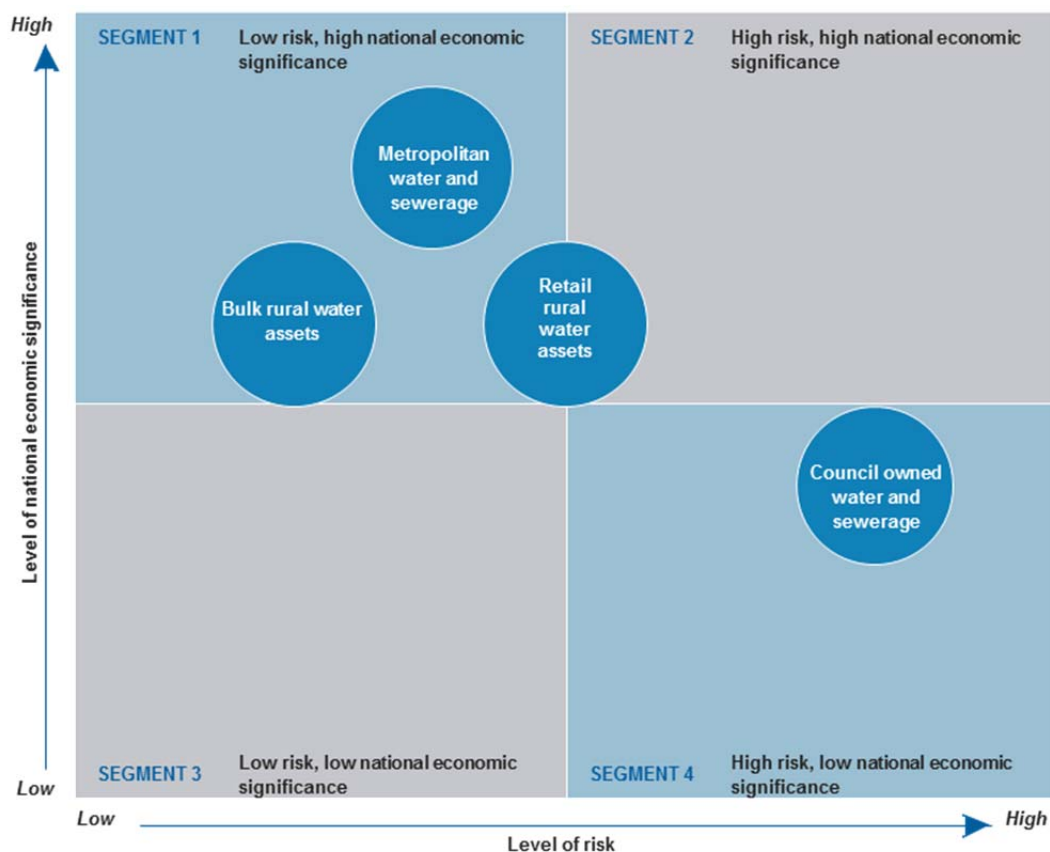 High
SEGMENT 1
Low risk, high national economic
significance
SEGMENT 2
High risk, high national economic
significance
Metropolitan
water and
sewerage
Bulk rural water
assets
Retail
rural
water
assets
Level of national economic significance
Council owned
water and
sewerage
SEGMENT 3
Low risk, low national economic
significance
SEGMENT 4
High risk, low national economic
significance
Low
Low
High
Level of risk